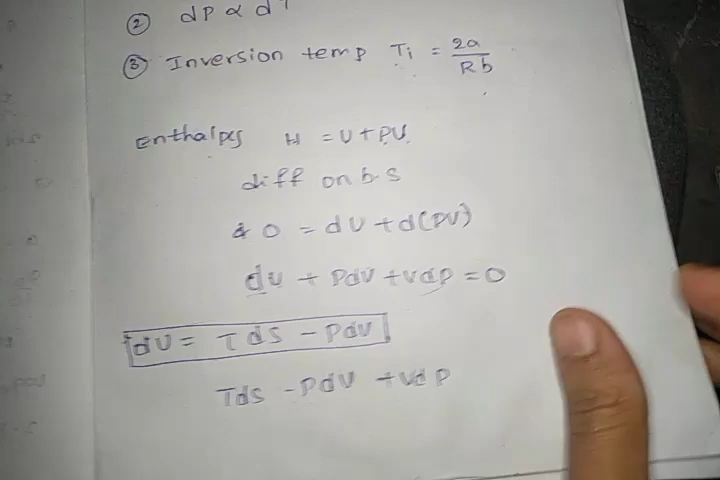 ② dP ∝ dT
③ Inversion temp Ti = 2a/Rb
Enthalpy H = U + PV
diff on b.s
0 = dU + d(PV)
dU + PdV + VdP = 0
dU = TdS - PdV
TdS - PdV + VdP